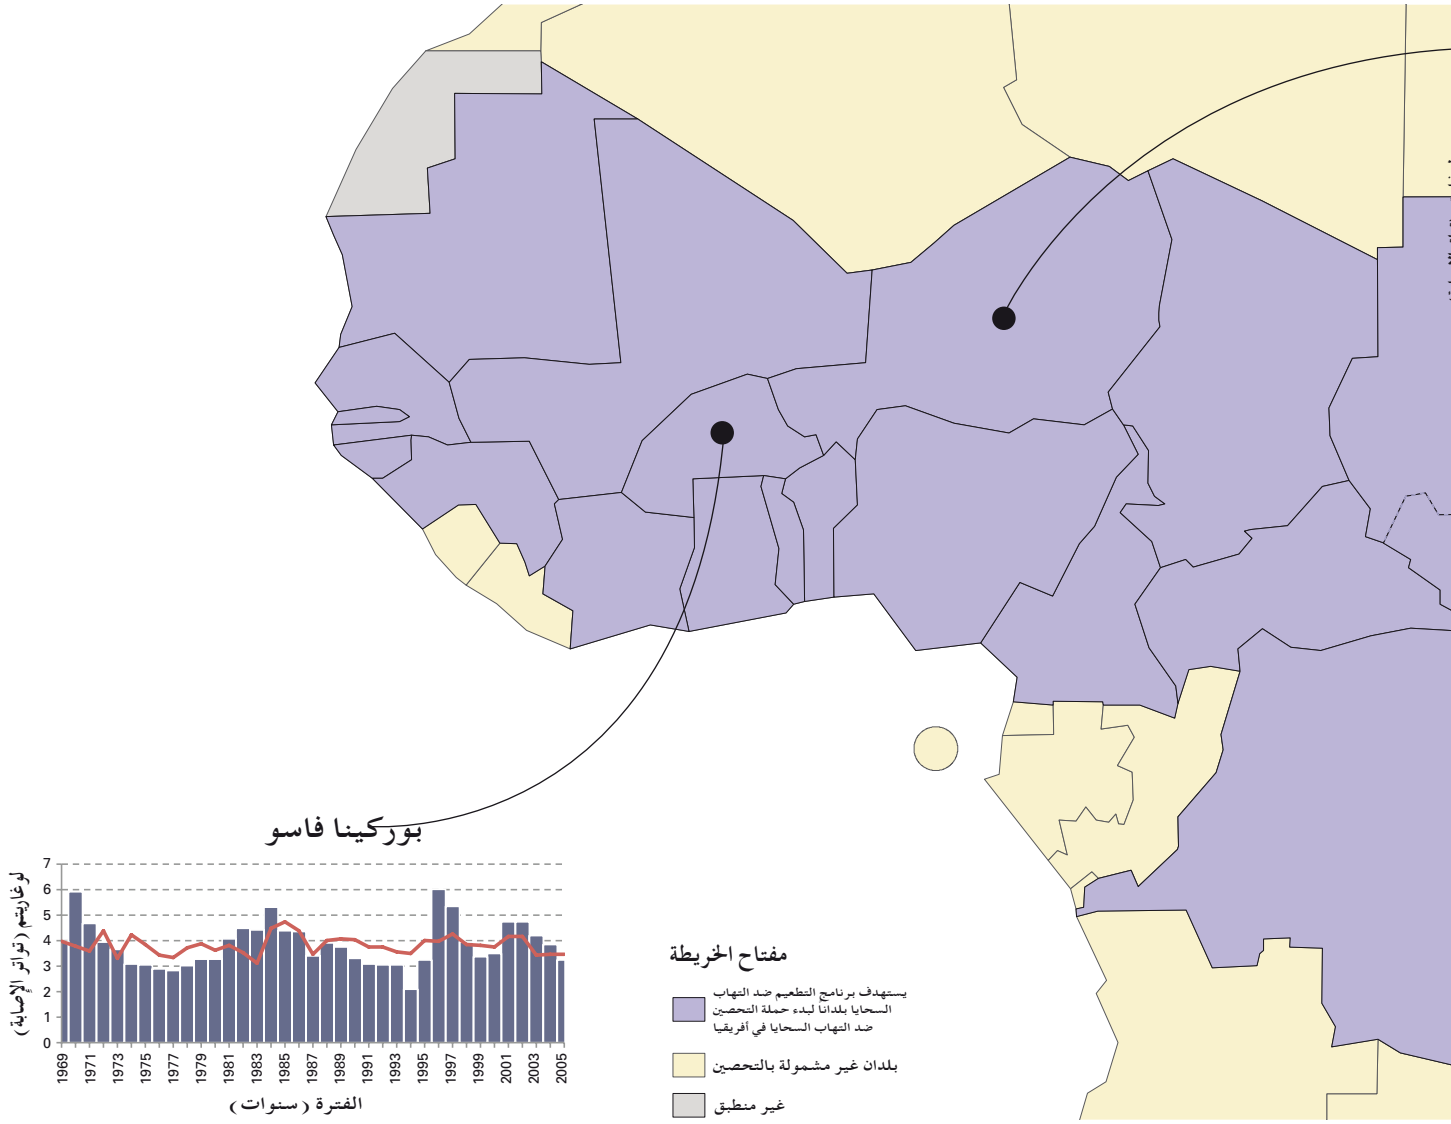 بوركينا فاسو
لوغاريتم (تواتر الإصابة)
7
6
5
4
3
2
1
0
1969 1971 1973 1975 1977 1979 1981 1983 1985 1987 1989 1991 1993 1995 1997 1999 2001 2003 2005
الفترة (سنوات)
مفتاح الخريطة
يستهدف برنامج التطعيم ضد التهاب
السحايا بلداناً لبدء حملة التحصين
ضد التهاب السحايا في أفريقيا
بلدان غير مشمولة بالتحصين
غير منطبق